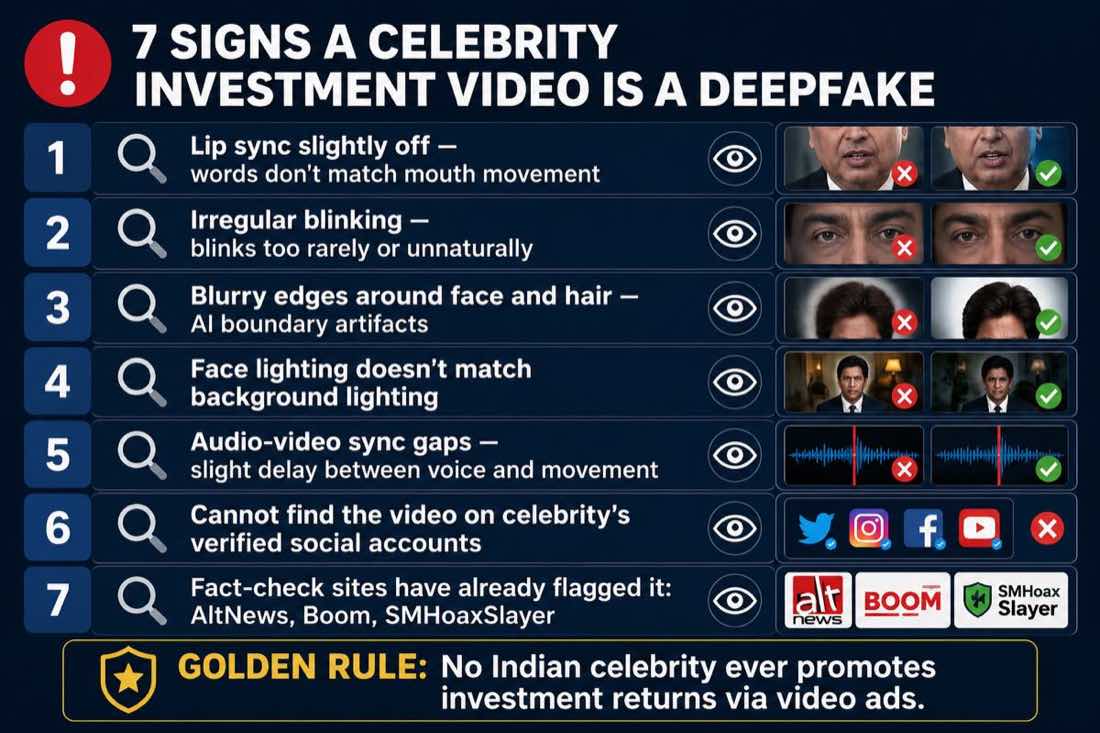 !
7 SIGNS A CELEBRITY
INVESTMENT VIDEO IS A DEEPFAKE
1
Lip sync slightly off —
words don't match mouth movement
2
Irregular blinking —
blinks too rarely or unnaturally
3
Blurry edges around face and hair —
AI boundary artifacts
4
Face lighting doesn't match
background lighting
5
Audio-video sync gaps —
slight delay between voice and movement
6
Cannot find the video on celebrity's
verified social accounts
7
Fact-check sites have already flagged it:
AltNews, Boom, SMHoaxSlayer
alt
news
BOOM
SMHoax
Slayer
GOLDEN RULE: No Indian celebrity ever promotes
investment returns via video ads.